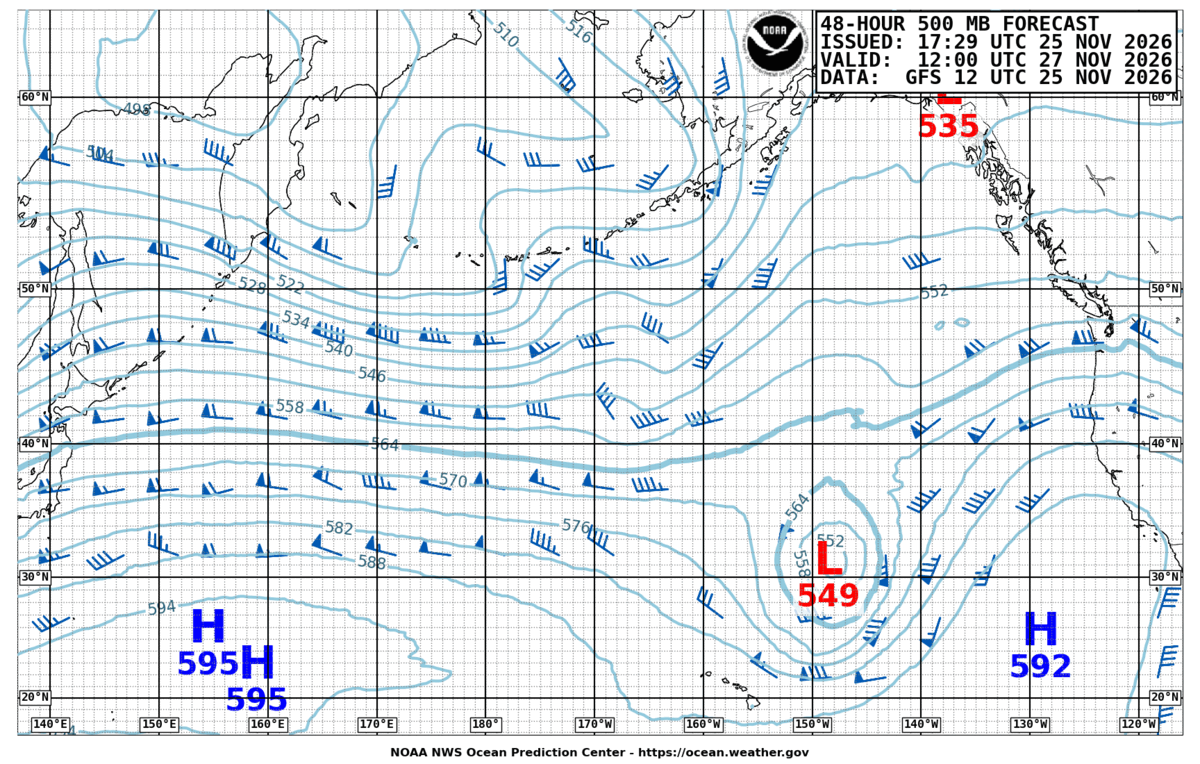 48-HOUR 500 MB FORECAST
ISSUED: 17:29 UTC 25 NOV 2026
VALID: 12:00 UTC 27 NOV 2026
DATA: GFS 12 UTC 25 NOV 2026
NOAA
510
516
60°N
60°N
498
L
535
504
50°N
50°N
522
528
552
534
540
546
558
564
40°N
40°N
570
564
576
582
552
588
558
L
549
30°N
30°N
594
H
595
H
595
H
592
20°N
20°N
140°E
150°E
160°E
170°E
180°
170°W
160°W
150°W
140°W
130°W
120°W
NOAA NWS Ocean Prediction Center - https://ocean.weather.gov